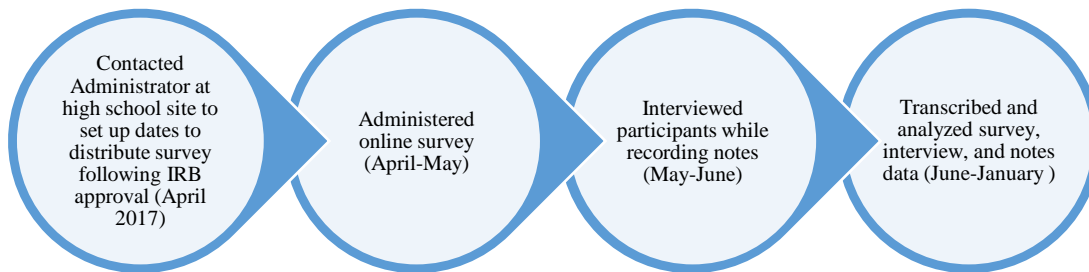 Contacted
Administrator at
high school site to
set up dates to
distribute survey
following IRB
approval (April
2017)
Administered
online survey
(April-May)
Interviewed
participants while
recording notes
(May-June)
Transcribed and
analyzed survey,
interview, and notes
data (June-January )